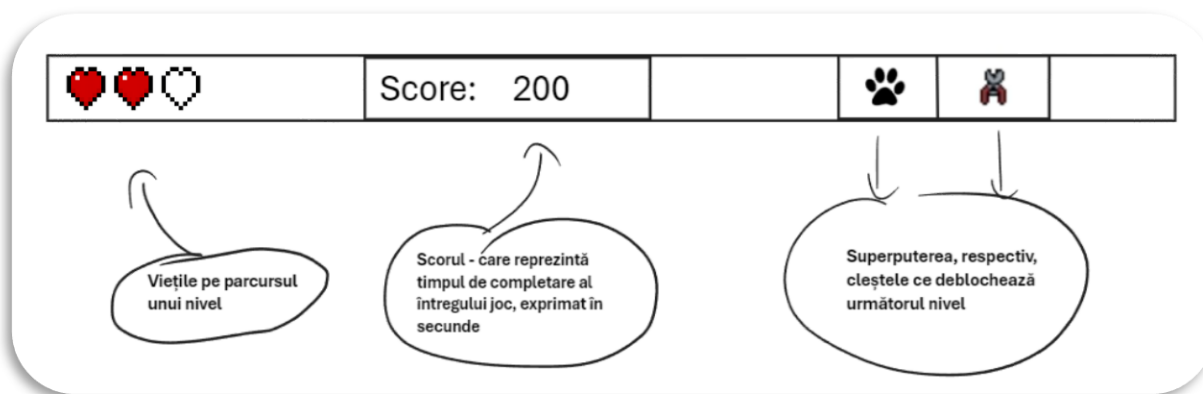 Score: 200
Viețile pe parcursul
unui nivel
Scorul - care reprezintă
timpul de completare al
întregului joc, exprimat în
secunde
Superputerea, respectiv,
cleștele ce deblochează
următorul nivel